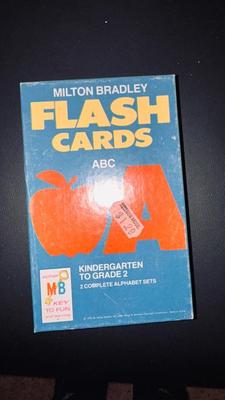 MILTON BRADLEY
FLASH
CARDS
ABC
A
KINDERGARTEN
TO GRADE 2
2 COMPLETE ALPHABET SETS
MB
KEY
TO FUN